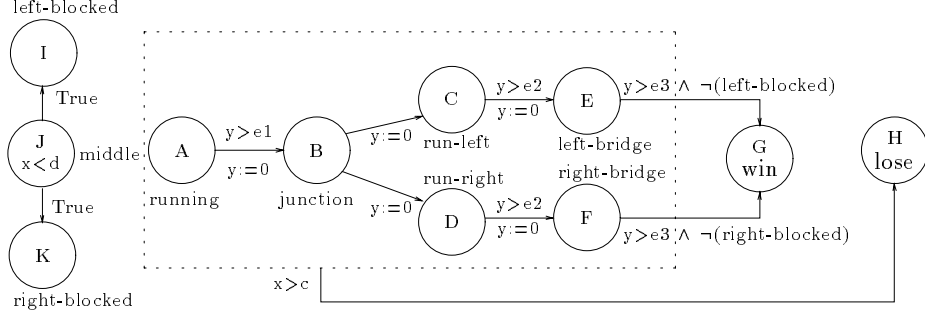 left-blocked
I
True
J
x<d
middle
True
K
right-blocked
A
running
y>e1
y:=0
B
junction
y:=0
y:=0
C
run-left
run-right
D
y>e2
y:=0
y>e2
y:=0
E
left-bridge
right-bridge
F
y>e3 ∧ ¬(left-blocked)
y>e3 ∧ ¬(right-blocked)
G
win
H
lose
x>c